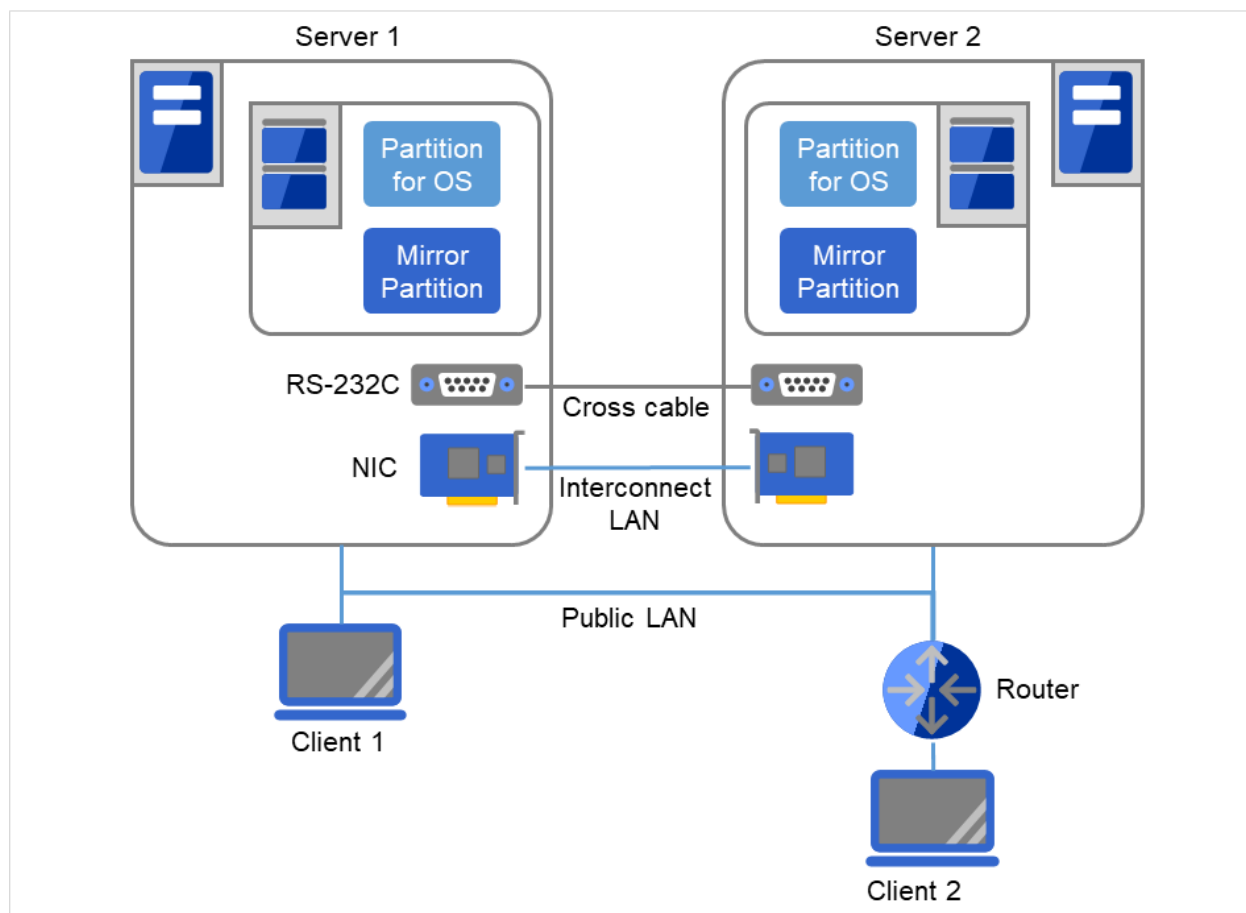 Server 1
Server 2
Partition
for OS
Partition
for OS
Mirror
Partition
Mirror
Partition
RS-232C
Cross cable
NIC
Interconnect
LAN
Public LAN
Router
Client 1
Client 2